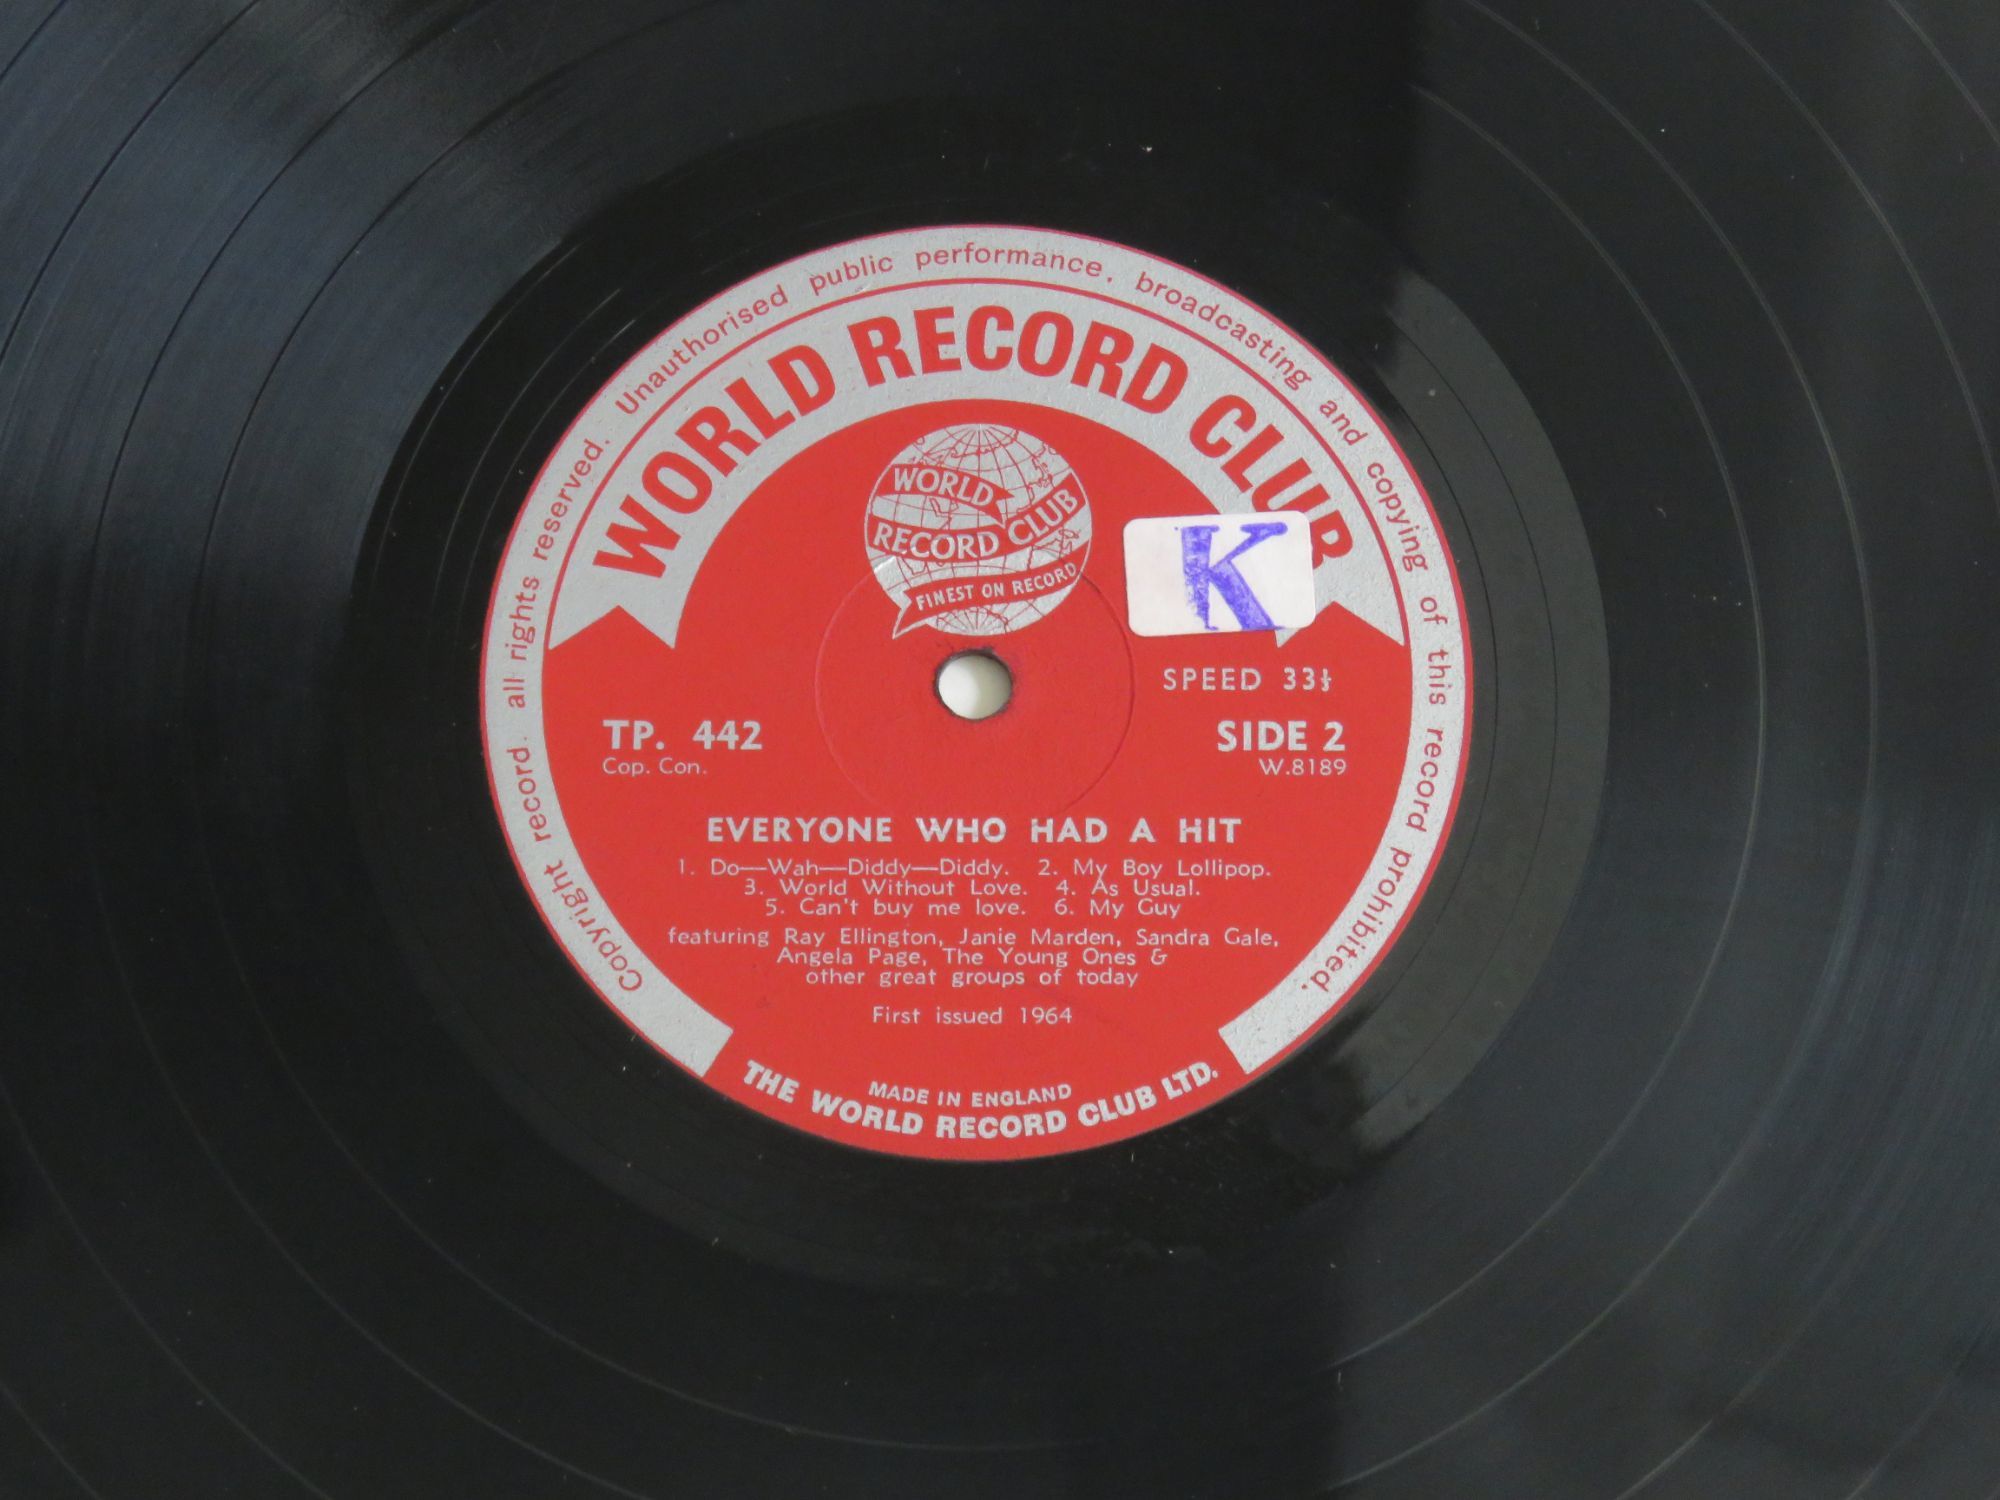 Copyright record. all rights reserved. Unauthorised public performance, broadcasting and copying of this record prohibited.
WORLD RECORD CLUB
WORLD
RECORD CLUB
FINEST ON RECORD
K
SPEED 33⅓
TP. 442
SIDE 2
Cop. Con.
W.8189
EVERYONE WHO HAD A HIT
1. Do—Wah—Diddy—Diddy. 2. My Boy Lollipop.
3. World Without Love. 4. As Usual.
5. Can't buy me love. 6. My Guy
featuring Ray Ellington, Janie Marden, Sandra Gale,
Angela Page, The Young Ones &
other great groups of today
First issued 1964
MADE IN ENGLAND
THE WORLD RECORD CLUB LTD.